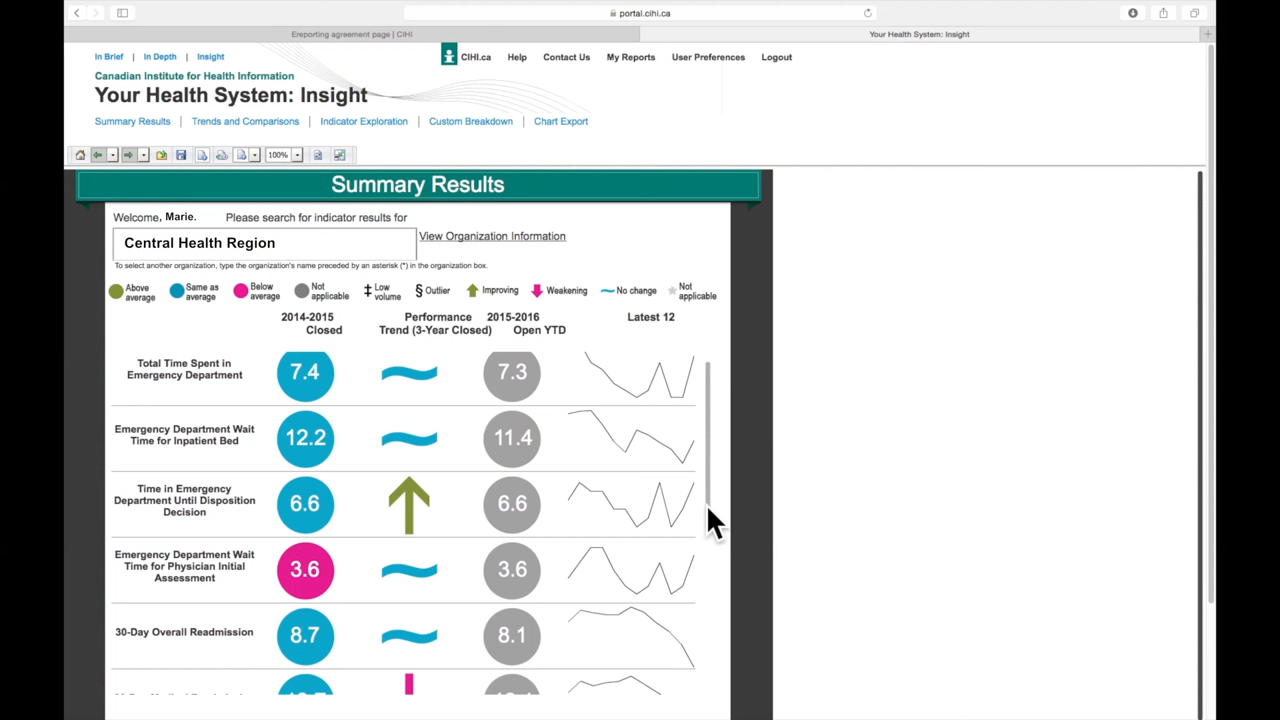 portal.cihi.ca
Ereporting agreement page | CIHI
Your Health System: Insight
In Brief | In Depth | Insight
CIHI.ca Help Contact Us My Reports User Preferences Logout
Canadian Institute for Health Information
Your Health System: Insight
Summary Results | Trends and Comparisons | Indicator Exploration | Custom Breakdown | Chart Export
100%
Summary Results
Welcome, Marie. Please search for indicator results for
Central Health Region
View Organization Information
To select another organization, type the organization's name preceded by an asterisk (*) in the organization box.
Above average
Same as average
Below average
Not applicable
‡ Low volume
§ Outlier
Improving
Weakening
No change
Not applicable
2014-2015 Closed
Performance Trend (3-Year Closed)
2015-2016 Open YTD
Latest 12
Total Time Spent in
Emergency Department
7.4
7.3
Emergency Department Wait
Time for Inpatient Bed
12.2
11.4
Time in Emergency
Department Until Disposition
Decision
6.6
6.6
Emergency Department Wait
Time for Physician Initial
Assessment
3.6
3.6
30-Day Overall Readmission
8.7
8.1